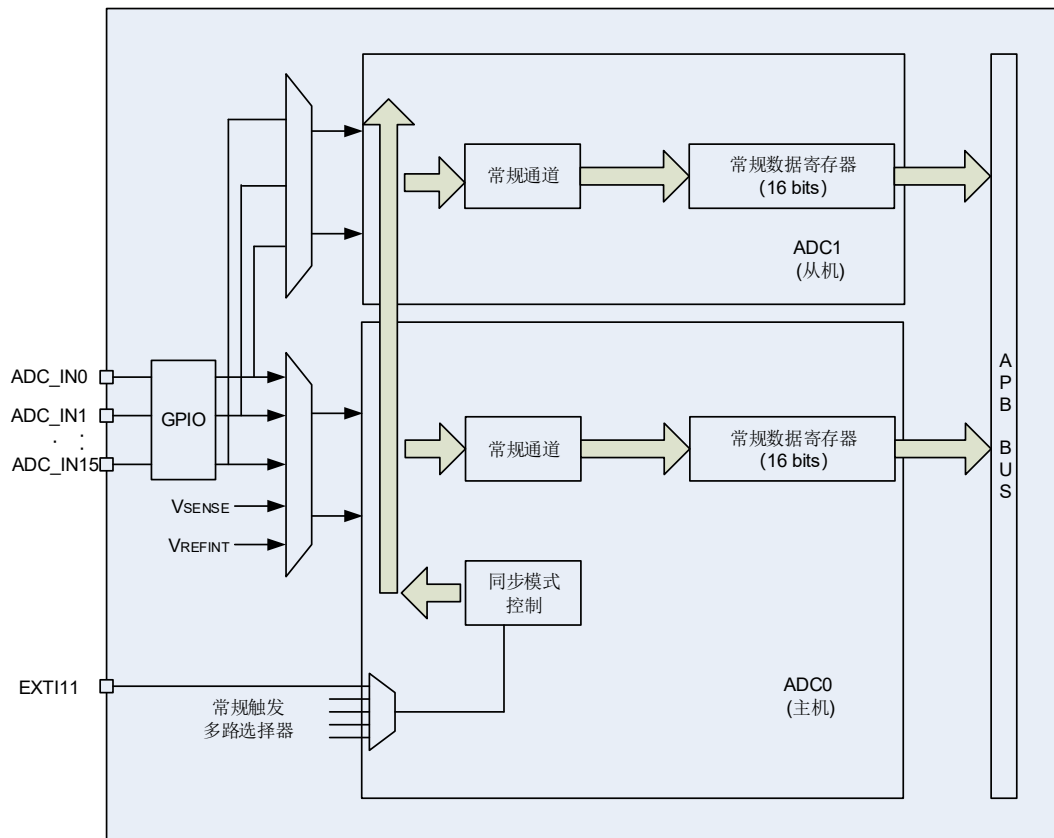 常规通道
常规数据寄存器
(16 bits)
ADC1
(从机)
ADC_IN0
ADC_IN1
. :
. .
ADC_IN15
GPIO
VSENSE
VREFINT
常规通道
常规数据寄存器
(16 bits)
同步模式
控制
EXTI11
常规触发
多路选择器
ADC0
(主机)
A
P
B
B
U
S